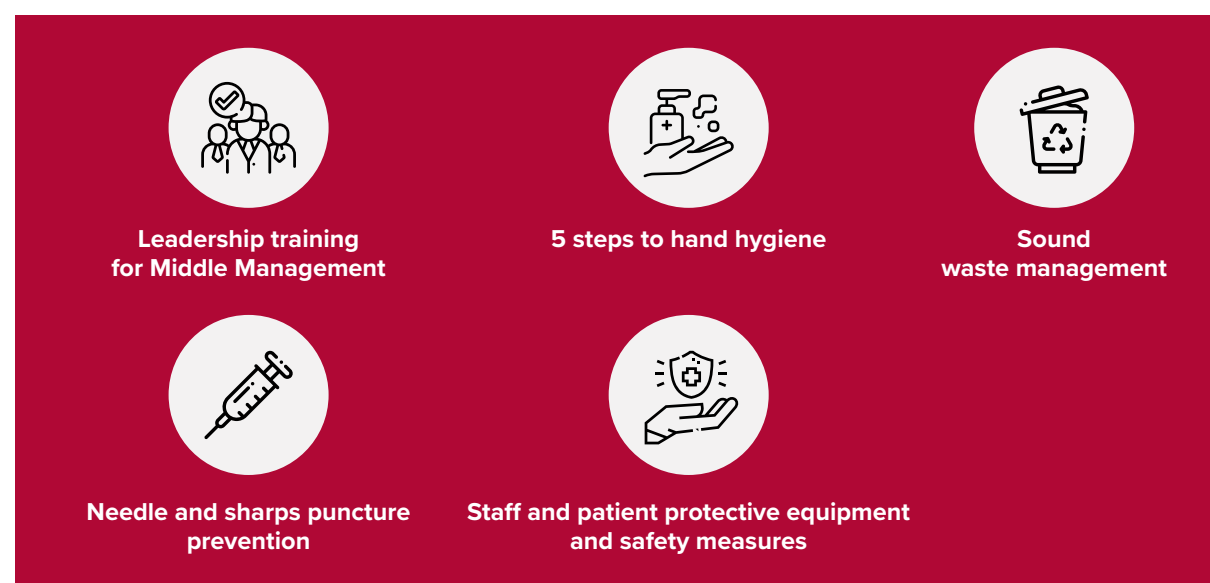 Leadership training
for Middle Management
5 steps to hand hygiene
Sound
waste management
Needle and sharps puncture
prevention
Staff and patient protective equipment
and safety measures